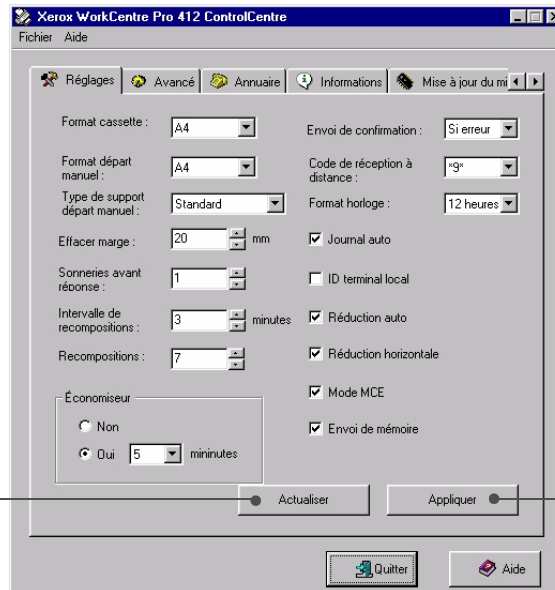 Xerox WorkCentre Pro 412 ControlCentre
Fichier Aide
Réglages Avancé Annuaire Informations Mise à jour du mi
Format cassette : A4
Format départ manuel : A4
Type de support départ manuel : Standard
Effacer marge : 20 mm
Sonneries avant réponse : 1
Intervalle de recompositions : 3 minutes
Recompositions : 7
Économiseur
Non
Oui 5 mininutes
Envoi de confirmation : Si erreur
Code de réception à distance : *9*
Format horloge : 12 heures
Journal auto
ID terminal local
Réduction auto
Réduction horizontale
Mode MCE
Envoi de mémoire
Actualiser Appliquer
Quitter Aide